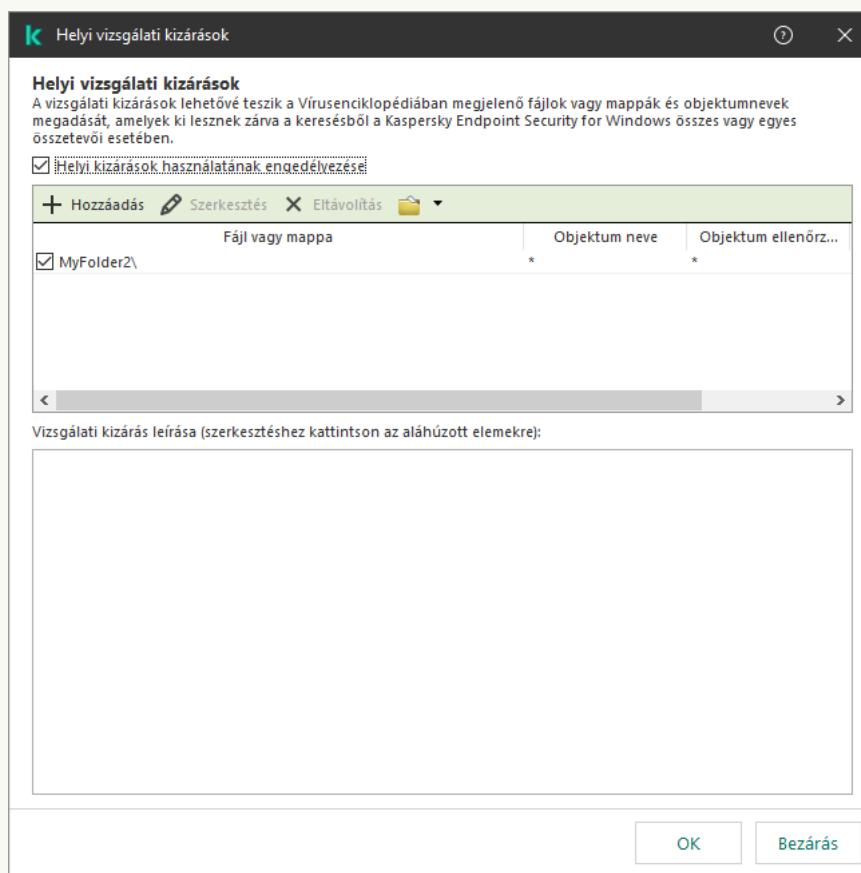 Helyi vizsgálati kizárások
Helyi vizsgálati kizárások
A vizsgálati kizárások lehetővé teszik a Vírusenciklopédiában megjelenő fájlok vagy mappák és objektumnevek
megadását, amelyek ki lesznek zárva a keresésből a Kaspersky Endpoint Security for Windows összes vagy egyes
összetevői esetében.
Helyi kizárások használatának engedélyezése
Hozzáadás Szerkesztés Eltávolítás
Fájl vagy mappa Objektum neve Objektum ellenőrz...
MyFolder2\ * *
Vizsgálati kizárás leírása (szerkesztéshez kattintson az aláhúzott elemekre):
OK Bezárás